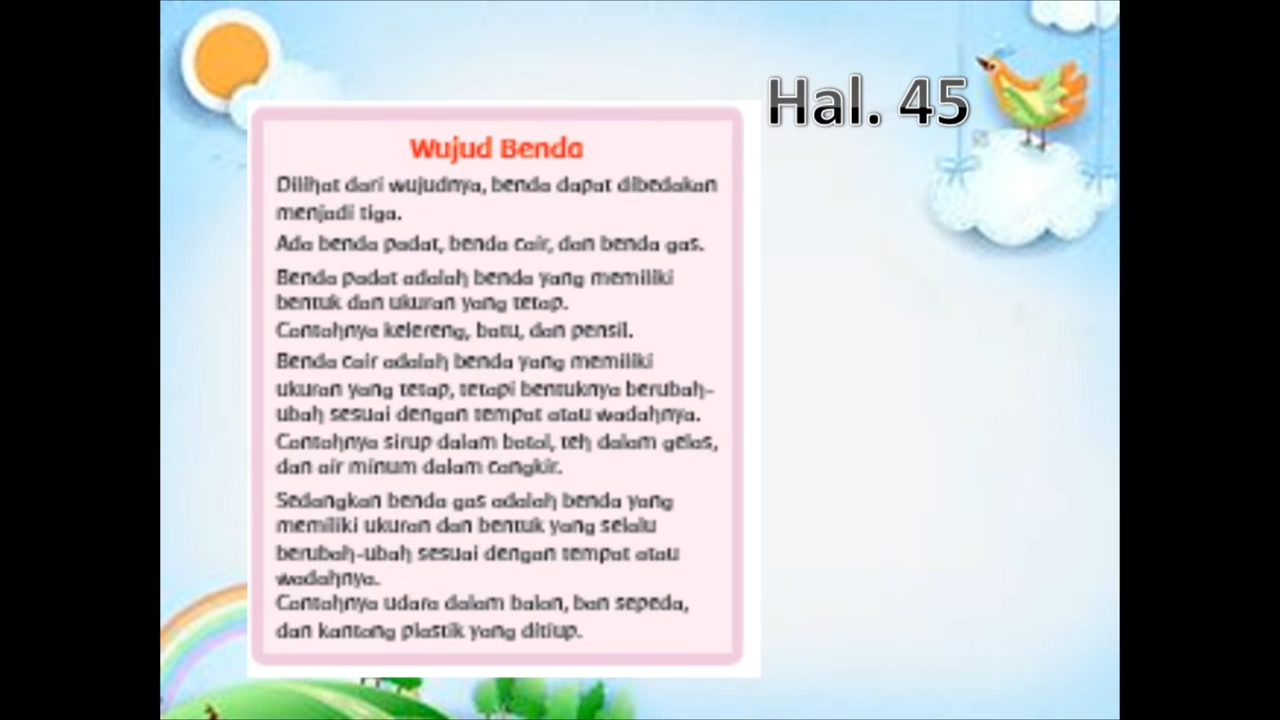 Hal. 45
Wujud Benda
Dilihat dari wujudnya, benda dapat dibedakan
menjadi tiga.
Ada benda padat, benda cair, dan benda gas.
Benda padat adalah benda yang memiliki
bentuk dan ukuran yang tetap.
Contohnya kelereng, batu, dan pensil.
Benda cair adalah benda yang memiliki
ukuran yang tetap, tetapi bentuknya berubah-
ubah sesuai dengan tempat atau wadahnya.
Contohnya sirup dalam botol, teh dalam gelas,
dan air minum dalam cangkir.
Sedangkan benda gas adalah benda yang
memiliki ukuran dan bentuk yang selalu
berubah-ubah sesuai dengan tempat atau
wadahnya.
Contohnya udara dalam balon, ban sepeda,
dan kantong plastik yang ditiup.